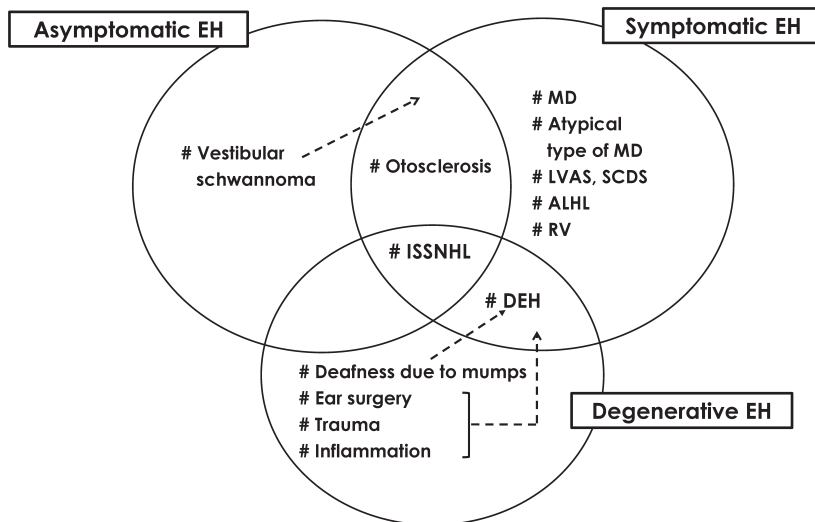 Asymptomatic EH
Symptomatic EH
# Vestibular
schwannoma
# Otosclerosis
# MD
# Atypical
type of MD
# LVAS, SCDS
# ALHL
# RV
# ISSNHL
# DEH
# Deafness due to mumps
# Ear surgery
# Trauma
# Inflammation
Degenerative EH